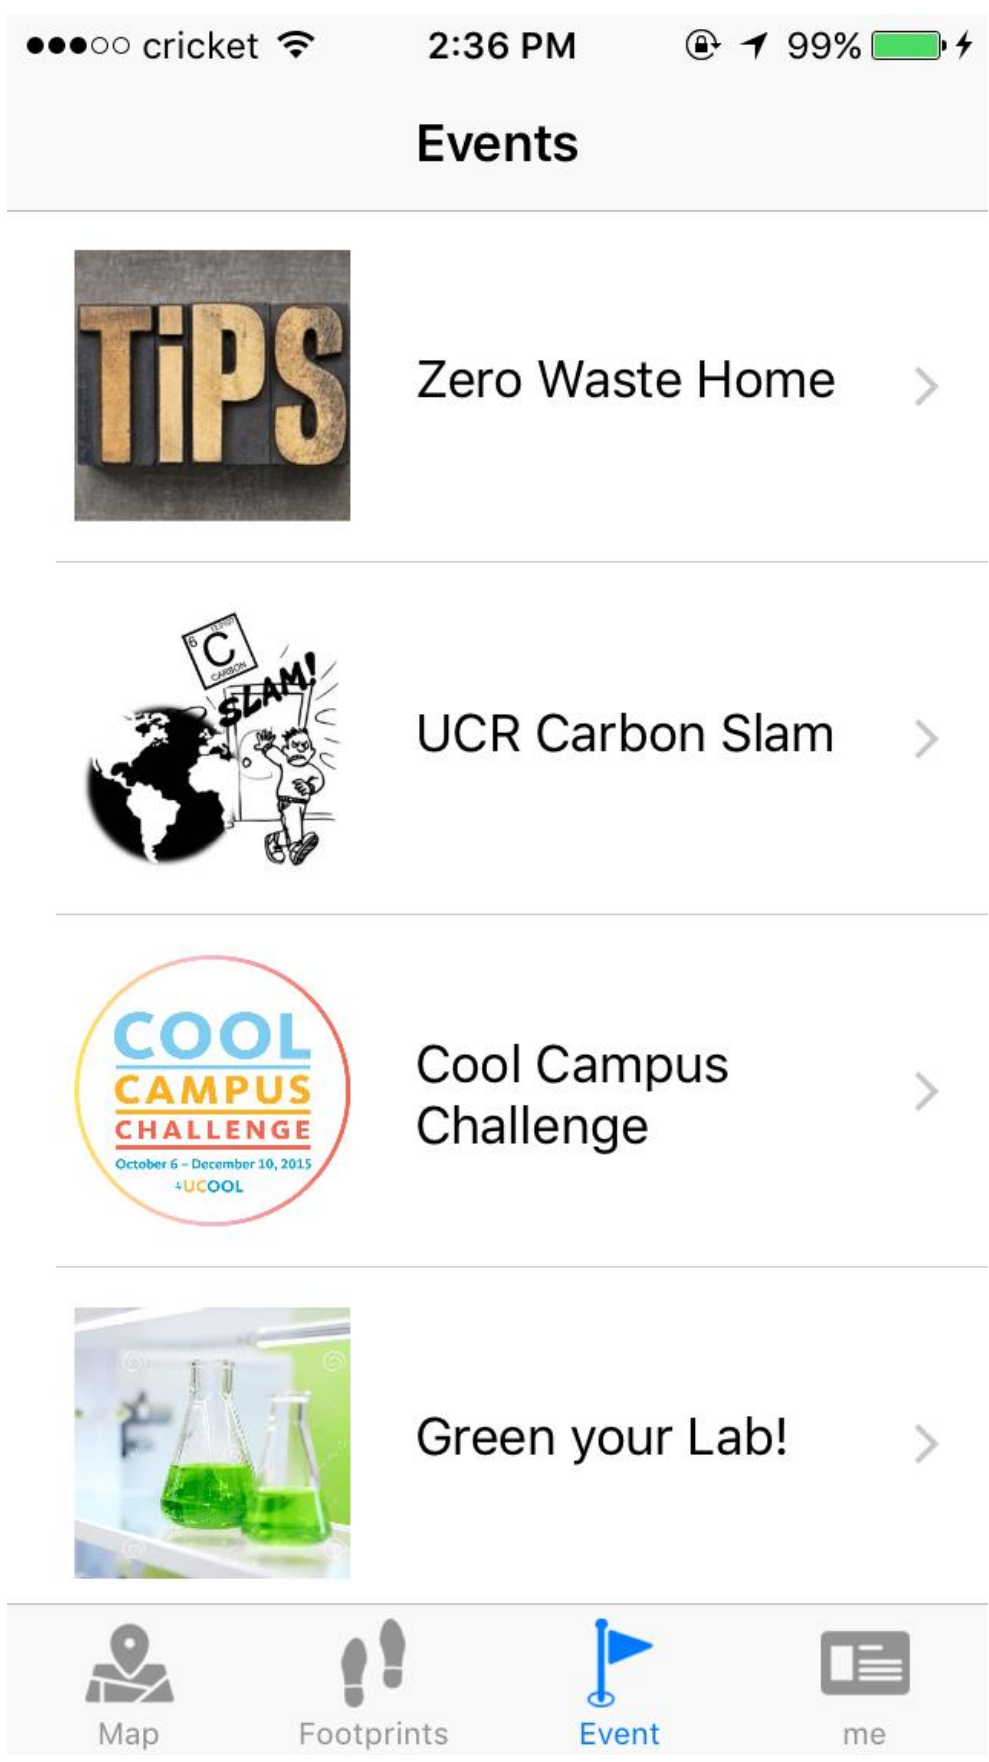 cricket 2:36 PM 99%
Events
TiPS
Zero Waste Home
6
C
CARBON
SLAM!
UCR Carbon Slam
COOL
CAMPUS
CHALLENGE
October 6 – December 10, 2015
#UCOOL
Cool Campus
Challenge
Green your Lab!
Map Footprints Event me